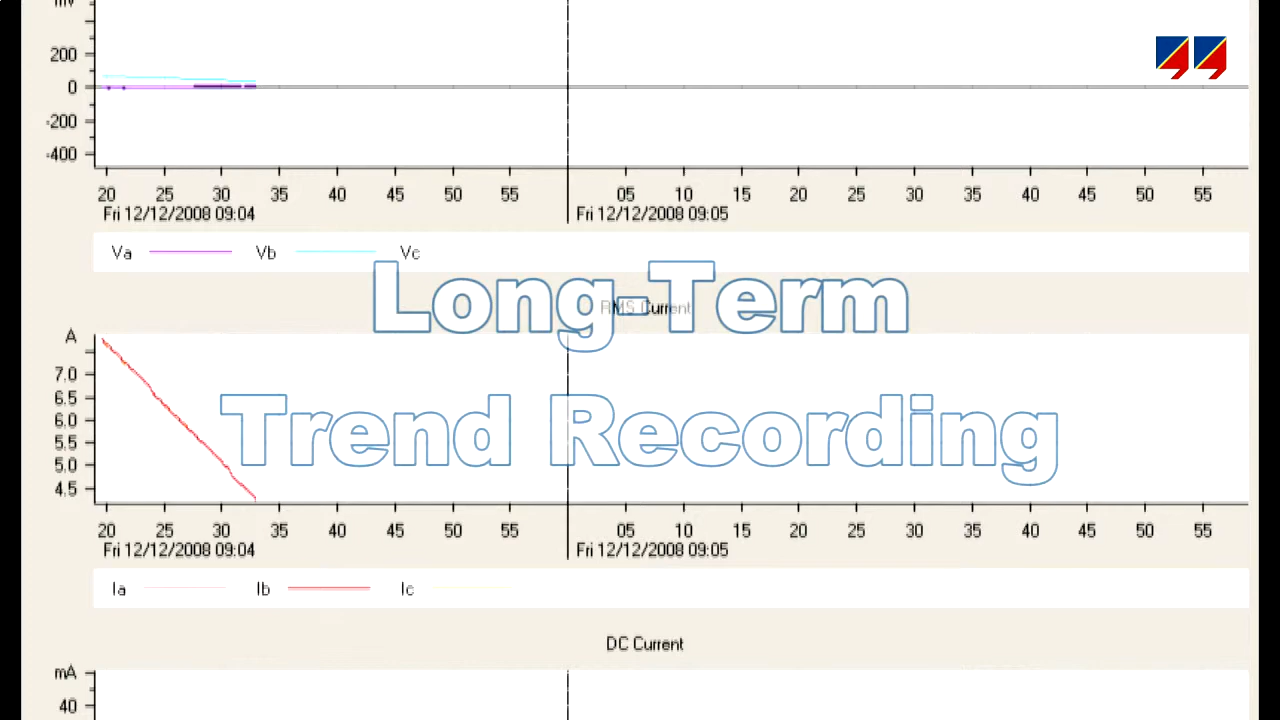 mV
200
0
-200
-400
20 25 30 35 40 45 50 55 05 10 15 20 25 30 35 40 45 50 55
Fri 12/12/2008 09:04 Fri 12/12/2008 09:05
Va Vb Vc
Long-Term
RMS Current
A
7.0
6.5
6.0
5.5
5.0
4.5
Trend Recording
20 25 30 35 40 45 50 55 05 10 15 20 25 30 35 40 45 50 55
Fri 12/12/2008 09:04 Fri 12/12/2008 09:05
Ia Ib Ic
DC Current
mA
40